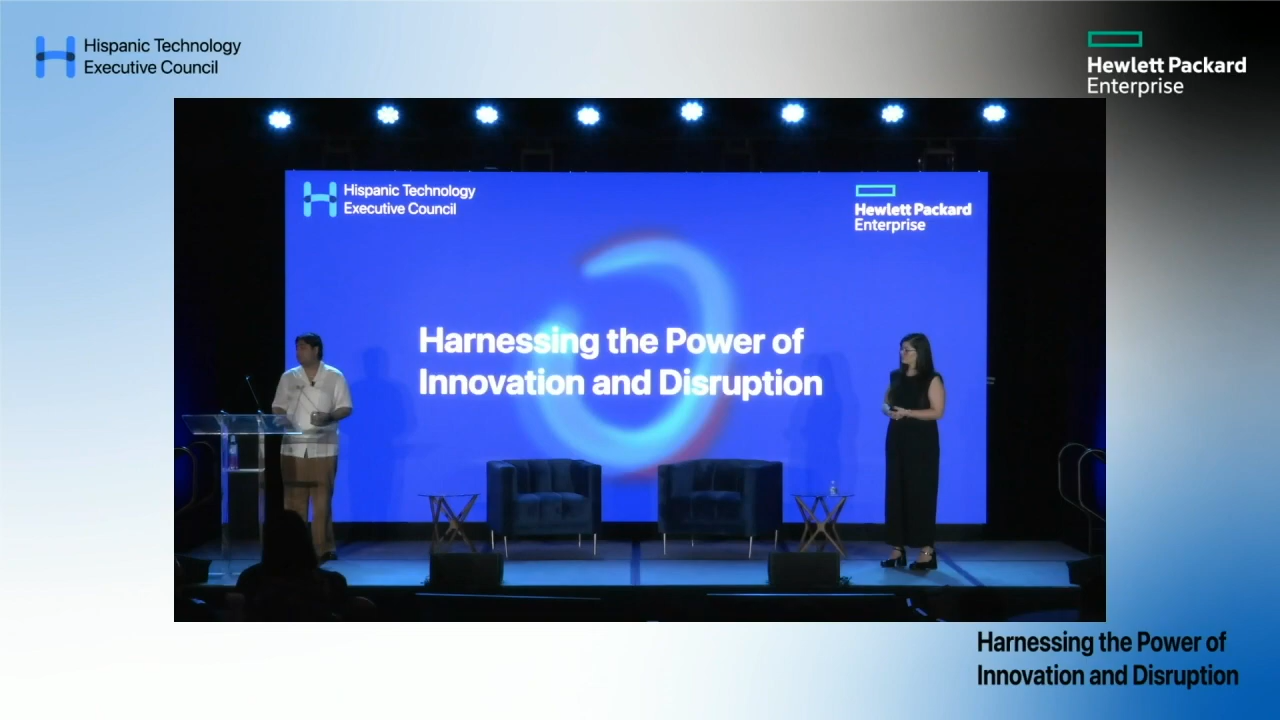 Hispanic Technology
Executive Council
Hewlett Packard
Enterprise
Hispanic Technology
Executive Council
Hewlett Packard
Enterprise
Harnessing the Power of
Innovation and Disruption
Harnessing the Power of
Innovation and Disruption